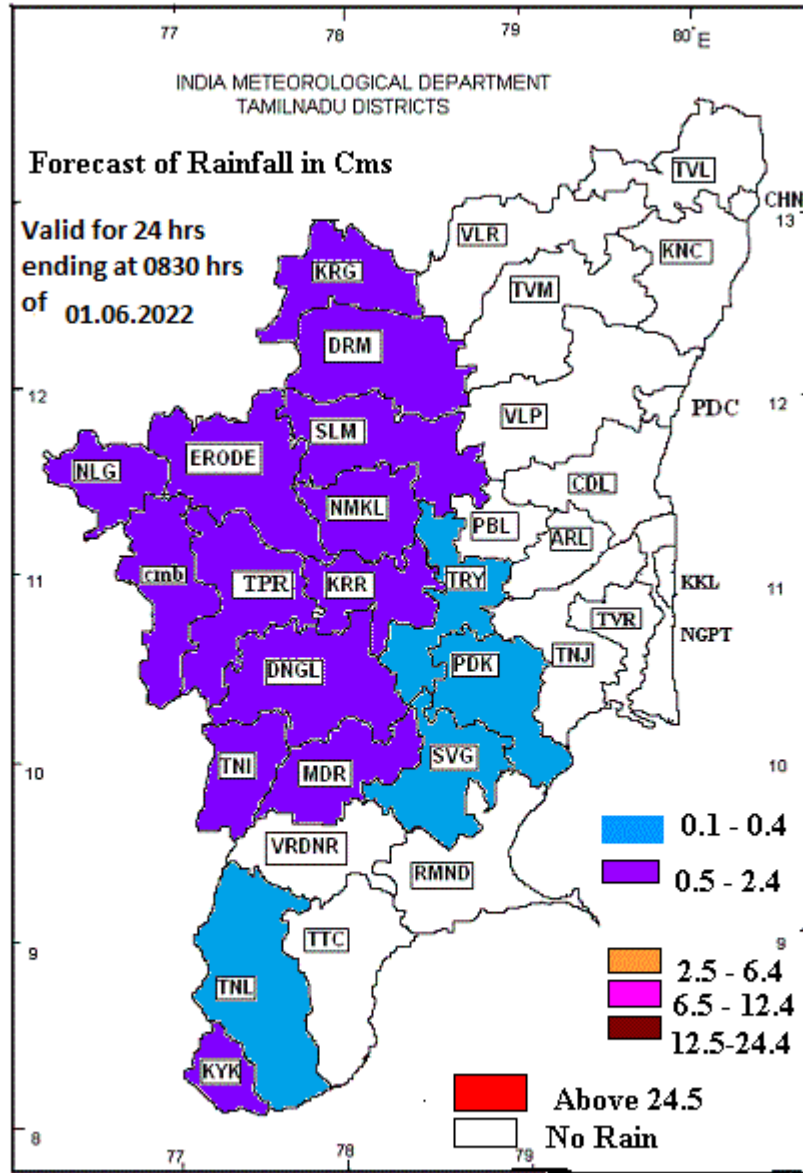 77 78 79 80°E
INDIA METEOROLOGICAL DEPARTMENT
TAMILNADU DISTRICTS
Forecast of Rainfall in Cms
TVL
CHN
13
Valid for 24 hrs
ending at 0830 hrs
of 01.06.2022
VLR
KNC
KRG
TVM
DRM
12
12
PDC
VLP
SLM
ERODE
NLG
CDL
NMKL
PBL
ARL
cmb
TPR
KRR
TRY
11
KKL
11
TVR
NGPT
DNGL
PDK
TNJ
TNI
MDR
SVG
10
10
0.1 - 0.4
VRDNR
RMND
0.5 - 2.4
TTC
9
9
2.5 - 6.4
TNL
6.5 - 12.4
12.5-24.4
KYK
Above 24.5
No Rain
8
77 78 79